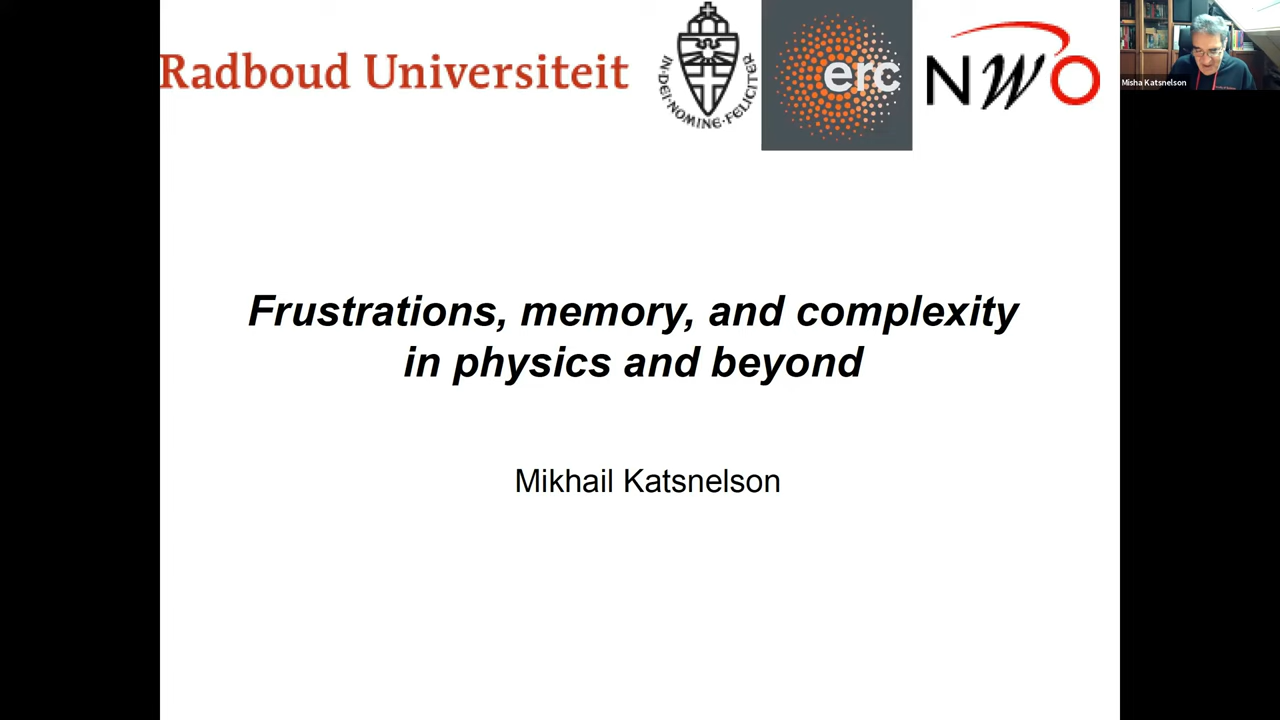 Radboud Universiteit
IN·DEI·NOMINE·FELICITER
erc
NWO
Misha Katsnelson
Frustrations, memory, and complexity
in physics and beyond
Mikhail Katsnelson